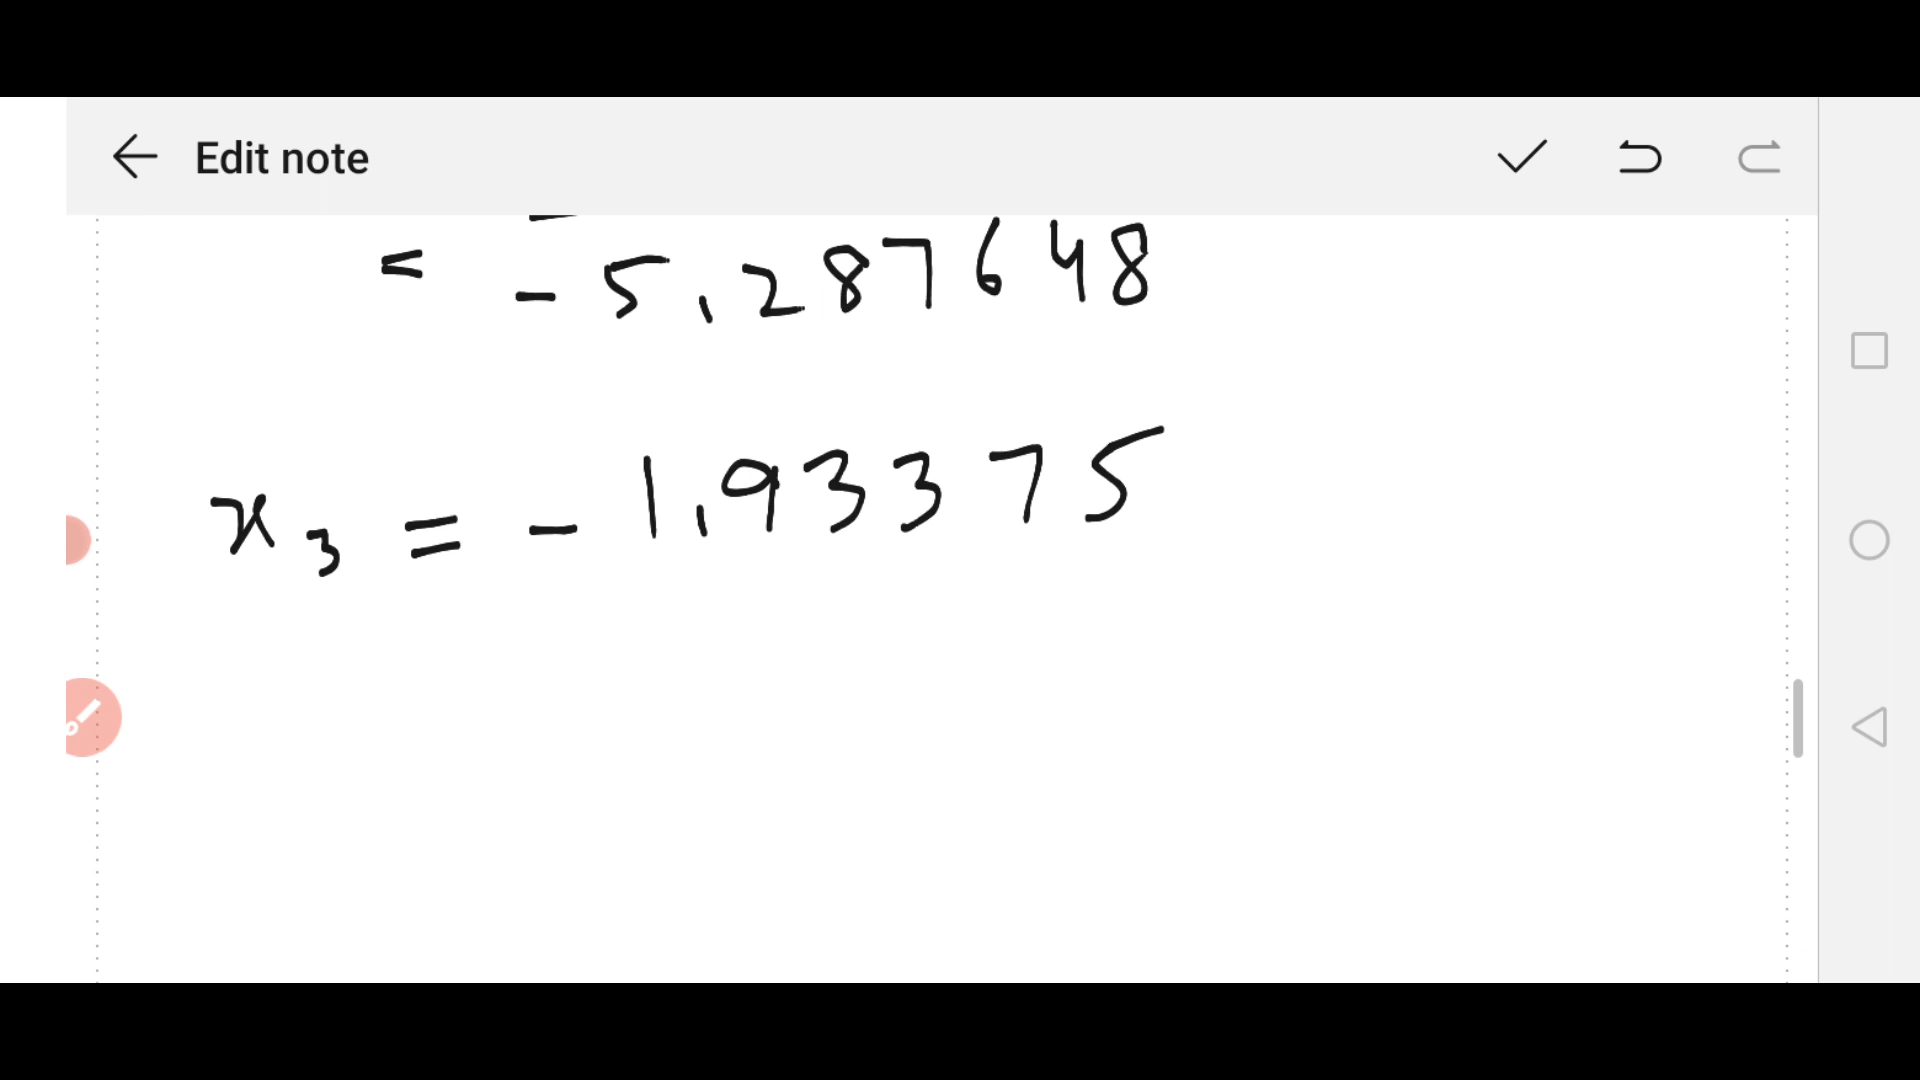 Edit note
= - 5,287648
x3 = - 1,93375